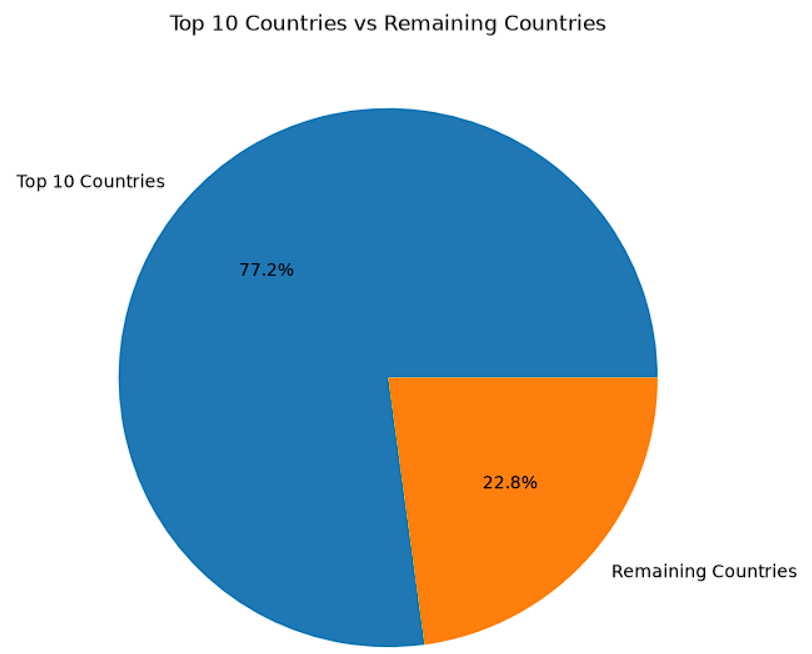 Top 10 Countries vs Remaining Countries
Top 10 Countries
77.2%
22.8%
Remaining Countries